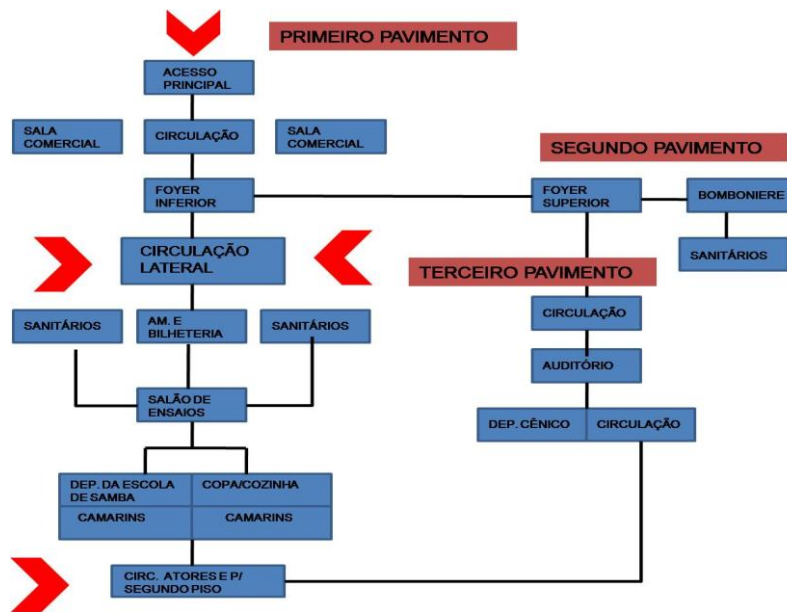 PRIMEIRO PAVIMENTO
ACESSO
PRINCIPAL
SALA
COMERCIAL
CIRCULAÇÃO
SALA
COMERCIAL
SEGUNDO PAVIMENTO
FOYER
INFERIOR
FOYER
SUPERIOR
BOMBONIERE
CIRCULAÇÃO
LATERAL
SANITÁRIOS
TERCEIRO PAVIMENTO
SANITÁRIOS
AM. E
BILHETERIA
SANITÁRIOS
CIRCULAÇÃO
AUDITÓRIO
SALÃO DE
ENSAIOS
DEP. CÊNICO
CIRCULAÇÃO
DEP. DA ESCOLA
DE SAMBA
COPA/COZINHA
CAMARINS
CAMARINS
CIRC. ATORES E P/
SEGUNDO PISO